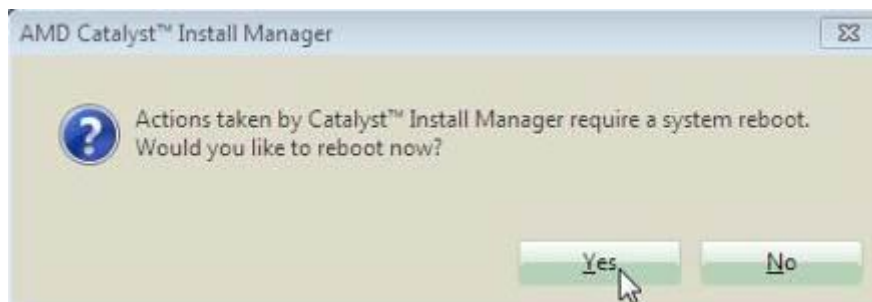 AMD Catalyst™ Install Manager
Actions taken by Catalyst™ Install Manager require a system reboot.
Would you like to reboot now?
Yes No